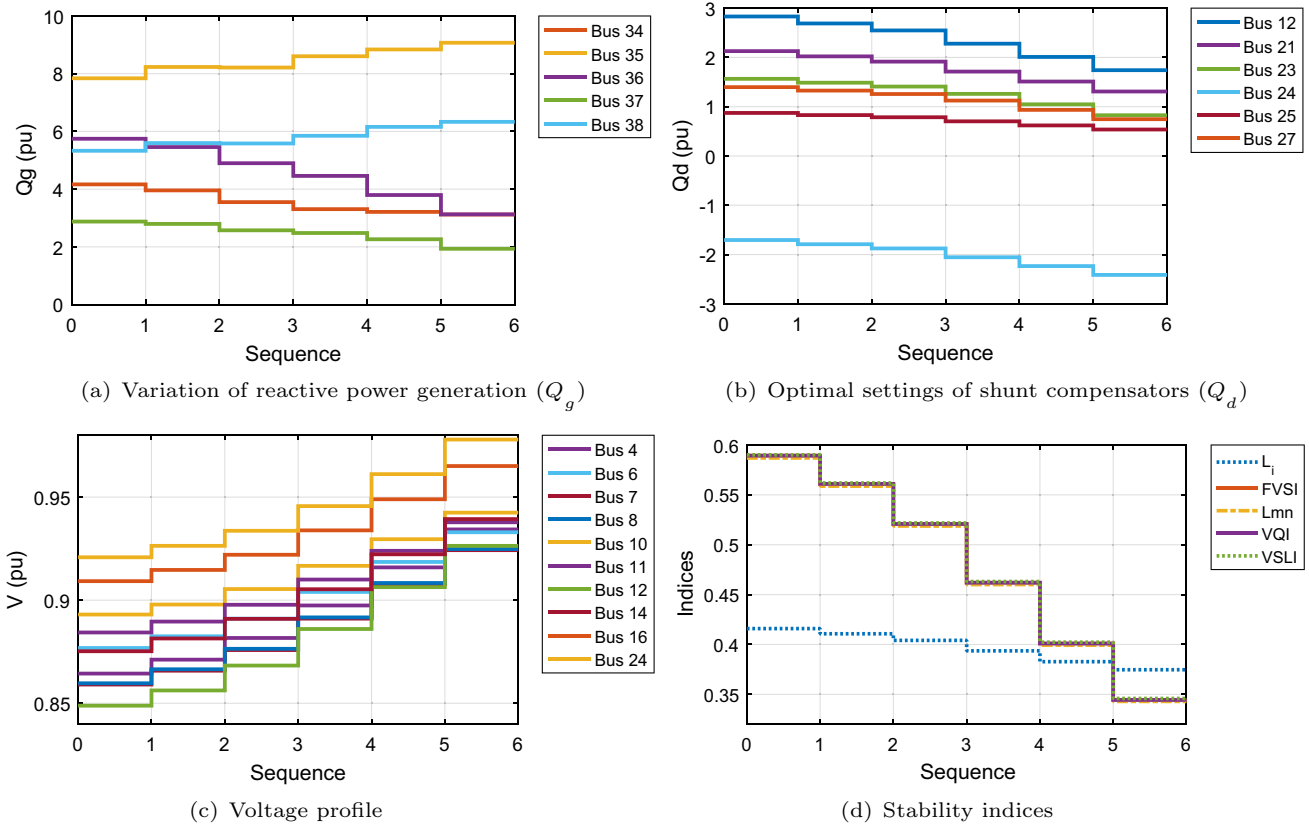 10
8
6
4
2
0
Qg (pu)
0 1 2 3 4 5 6
Sequence
Bus 34
Bus 35
Bus 36
Bus 37
Bus 38
(a) Variation of reactive power generation (Q_g)
3
2
1
0
-1
-2
-3
Qd (pu)
0 1 2 3 4 5 6
Sequence
Bus 12
Bus 21
Bus 23
Bus 24
Bus 25
Bus 27
(b) Optimal settings of shunt compensators (Q_d)
0.95
0.9
0.85
V (pu)
0 1 2 3 4 5 6
Sequence
Bus 4
Bus 6
Bus 7
Bus 8
Bus 10
Bus 11
Bus 12
Bus 14
Bus 16
Bus 24
(c) Voltage profile
0.6
0.55
0.5
0.45
0.4
0.35
Indices
0 1 2 3 4 5 6
Sequence
L_i
FVSI
Lmn
VQI
VSLI
(d) Stability indices